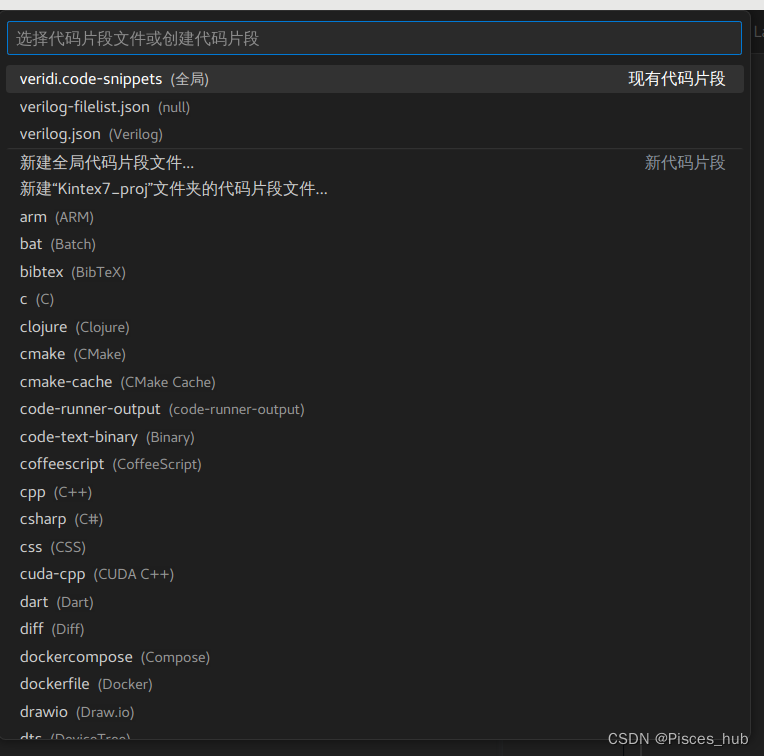 La
选择代码片段文件或创建代码片段
veridi.code-snippets (全局) 现有代码片段
verilog-filelist.json (null)
verilog.json (Verilog)
新建全局代码片段文件... 新代码片段
新建“Kintex7_proj”文件夹的代码片段文件...
arm (ARM)
bat (Batch)
bibtex (BibTeX)
c (C)
clojure (Clojure)
cmake (CMake)
cmake-cache (CMake Cache)
code-runner-output (code-runner-output)
code-text-binary (Binary)
coffeescript (CoffeeScript)
cpp (C++)
csharp (C#)
css (CSS)
cuda-cpp (CUDA C++)
dart (Dart)
diff (Diff)
dockercompose (Compose)
dockerfile (Docker)
drawio (Draw.io)
dts (DeviceTree)
CSDN @Pisces_hub